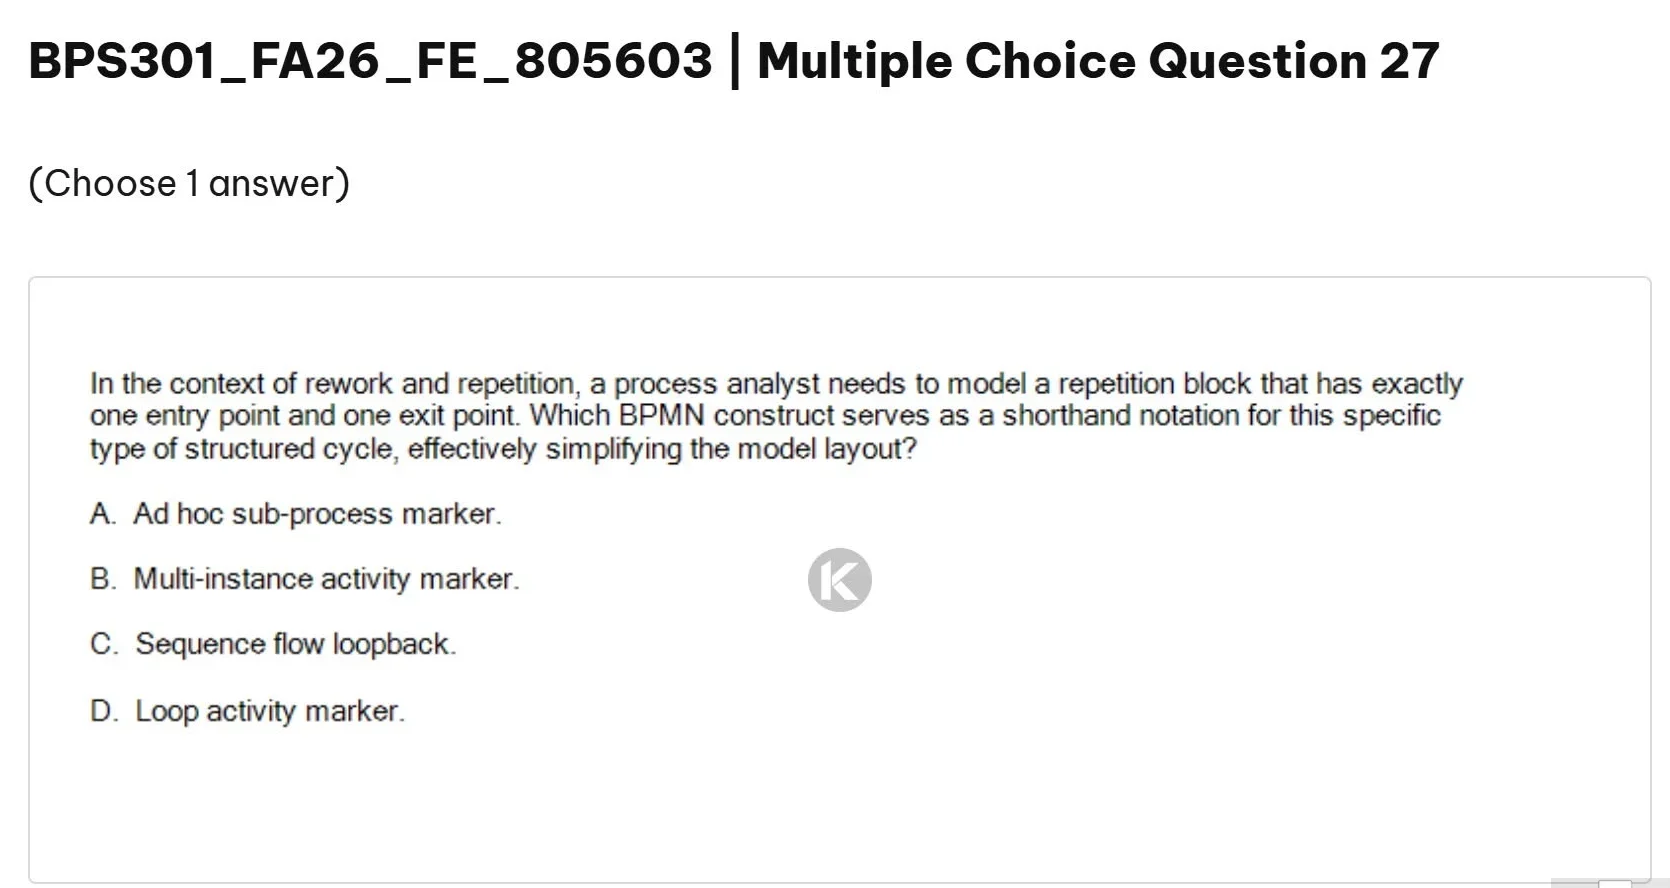 BPS301_FA26_FE_805603 | Multiple Choice Question 27
(Choose 1 answer)
In the context of rework and repetition, a process analyst needs to model a repetition block that has exactly
one entry point and one exit point. Which BPMN construct serves as a shorthand notation for this specific
type of structured cycle, effectively simplifying the model layout?
A. Ad hoc sub-process marker.
B. Multi-instance activity marker.
K
C. Sequence flow loopback.
D. Loop activity marker.